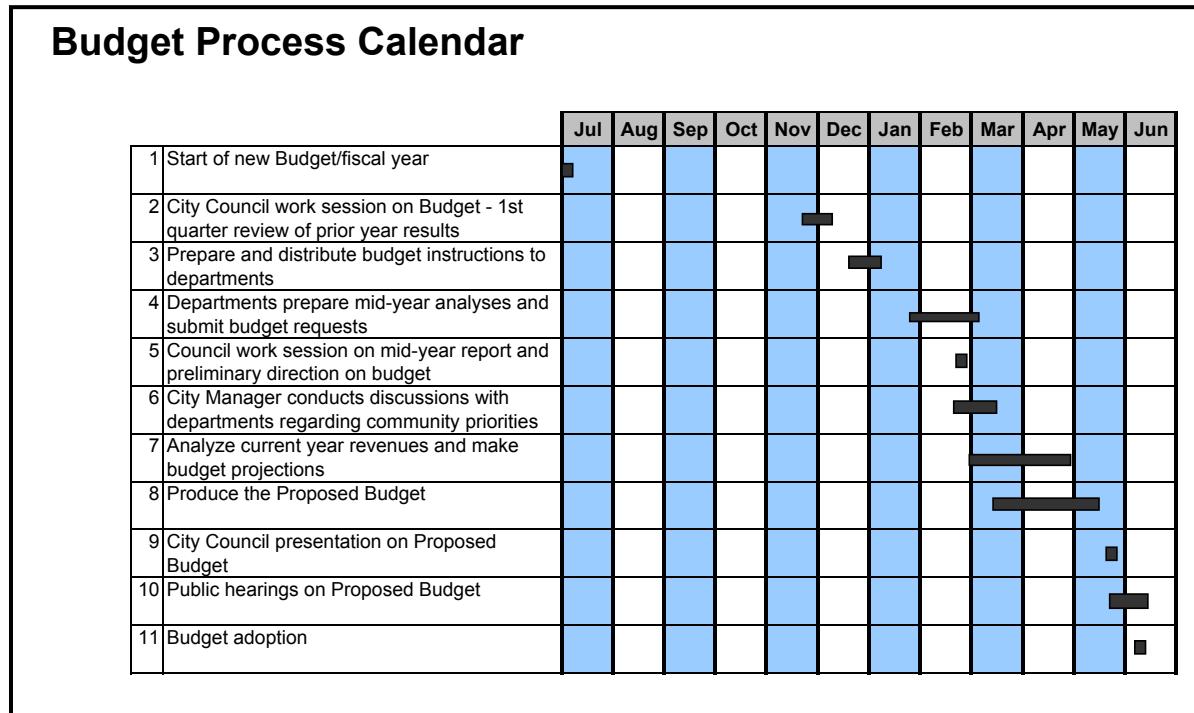 Budget Process Calendar
Jul Aug Sep Oct Nov Dec Jan Feb Mar Apr May Jun
1 Start of new Budget/fiscal year
2 City Council work session on Budget - 1st
quarter review of prior year results
3 Prepare and distribute budget instructions to
departments
4 Departments prepare mid-year analyses and
submit budget requests
5 Council work session on mid-year report and
preliminary direction on budget
6 City Manager conducts discussions with
departments regarding community priorities
7 Analyze current year revenues and make
budget projections
8 Produce the Proposed Budget
9 City Council presentation on Proposed
Budget
10 Public hearings on Proposed Budget
11 Budget adoption